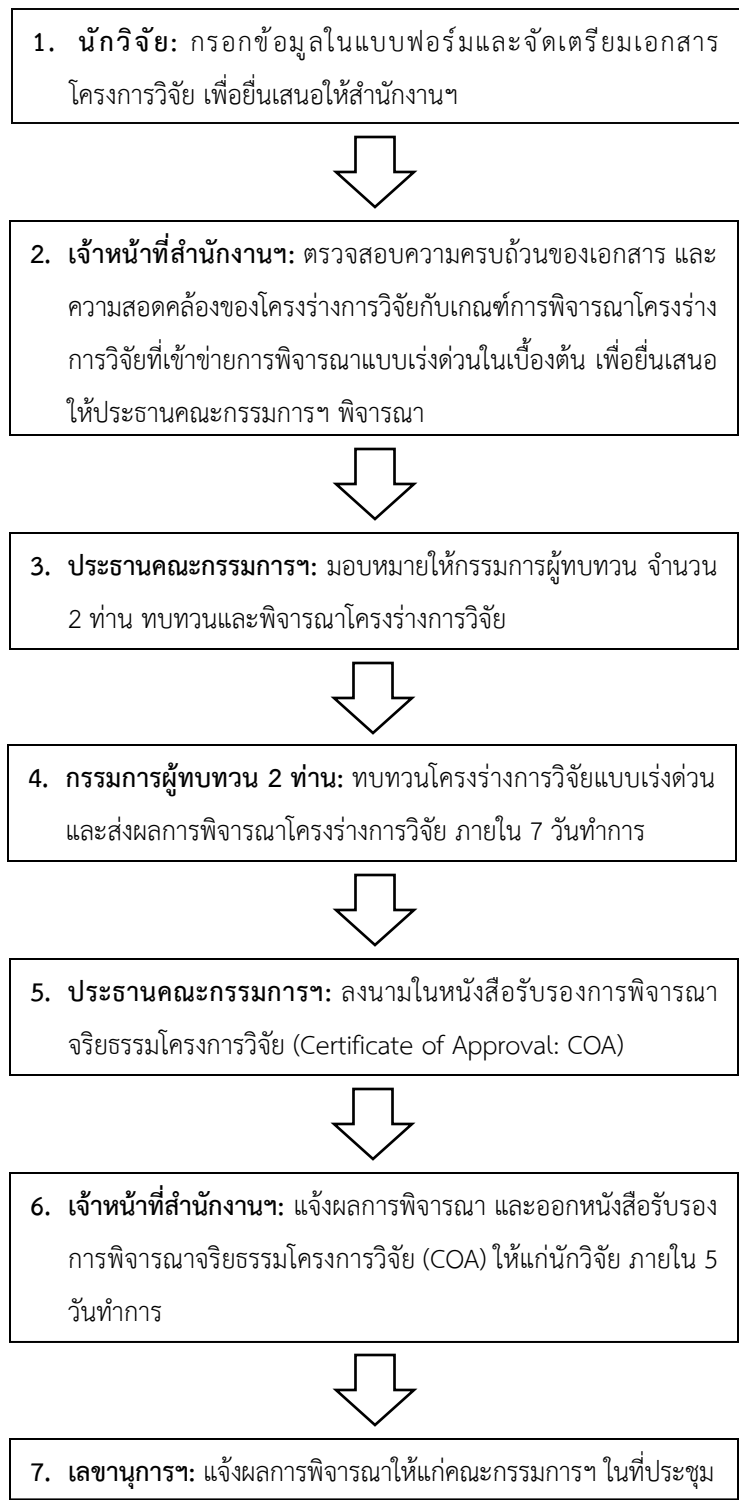 1. นักวิจัย: กรอกข้อมูลในแบบฟอร์มและจัดเตรียมเอกสาร
โครงการวิจัย เพื่อยื่นเสนอให้สำนักงานฯ
2. เจ้าหน้าที่สำนักงานฯ: ตรวจสอบความครบถ้วนของเอกสาร และ
ความสอดคล้องของโครงร่างการวิจัยกับเกณฑ์การพิจารณาโครงร่าง
การวิจัยที่เข้าข่ายการพิจารณาแบบเร่งด่วนในเบื้องต้น เพื่อยื่นเสนอ
ให้ประธานคณะกรรมการฯ พิจารณา
3. ประธานคณะกรรมการฯ: มอบหมายให้กรรมการผู้ทบทวน จำนวน
2 ท่าน ทบทวนและพิจารณาโครงร่างการวิจัย
4. กรรมการผู้ทบทวน 2 ท่าน: ทบทวนโครงร่างการวิจัยแบบเร่งด่วน
และส่งผลการพิจารณาโครงร่างการวิจัย ภายใน 7 วันทำการ
5. ประธานคณะกรรมการฯ: ลงนามในหนังสือรับรองการพิจารณา
จริยธรรมโครงการวิจัย (Certificate of Approval: COA)
6. เจ้าหน้าที่สำนักงานฯ: แจ้งผลการพิจารณา และออกหนังสือรับรอง
การพิจารณาจริยธรรมโครงการวิจัย (COA) ให้แก่นักวิจัย ภายใน 5
วันทำการ
7. เลขานุการฯ: แจ้งผลการพิจารณาให้แก่คณะกรรมการฯ ในที่ประชุม